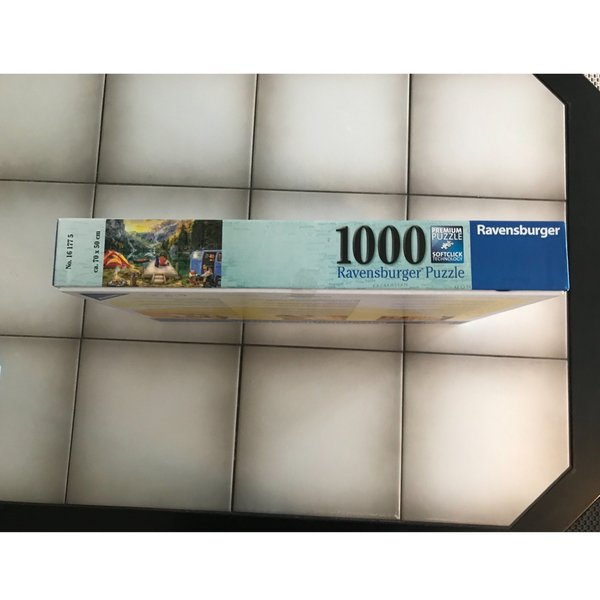 No. 16 177 5
ca. 70 x 50 cm
1000
Ravensburger Puzzle
PREMIUM
PUZZLE
SOFTCLICK
TECHNOLOGY
Ravensburger